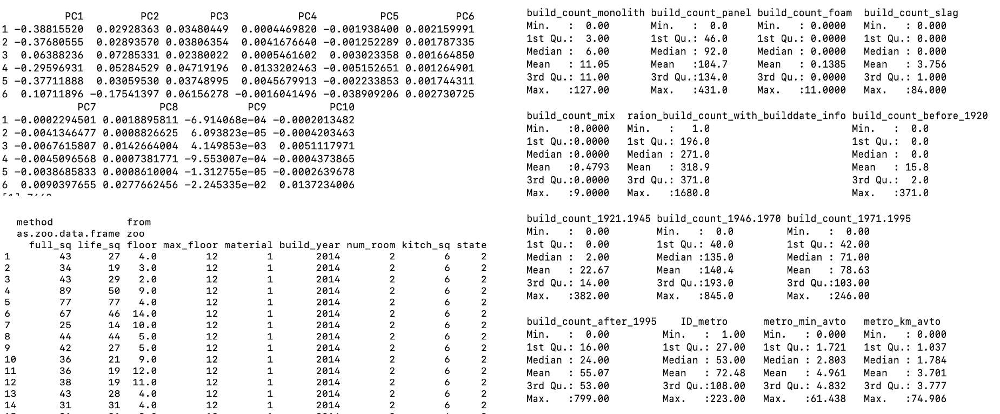 PC1 PC2 PC3 PC4 PC5 PC6
1 -0.38815520 0.02928363 0.03480449 0.0004469820 -0.001938400 0.002159991
2 -0.37680555 0.02893570 0.03806354 0.0041676640 -0.001252289 0.001787335
3 0.06388236 0.07285331 0.02380022 0.0005461602 0.003023358 0.001664850
4 -0.29596931 0.05284529 0.04719196 0.0133202463 -0.005152651 0.001264901
5 -0.37711888 0.03059530 0.03748995 0.0045679913 -0.002233853 0.001744311
6 0.10711896 -0.17541397 0.06156278 -0.0016041496 -0.038909206 0.002730725
PC7 PC8 PC9 PC10
1 -0.0002294501 0.0018895811 -6.914068e-04 -0.0002013482
2 -0.0041346477 0.0008826625 6.093823e-05 -0.0004203463
3 -0.0067615807 0.0142664004 4.149853e-03 0.0051117971
4 -0.0045096568 0.0007381771 -9.553007e-04 -0.0004373865
5 -0.0038685833 0.0008610004 -1.312755e-05 -0.0002639678
6 0.0090397655 0.0277662456 -2.245335e-02 0.0137234006
method from
as.zoo.data.frame zoo
full_sq life_sq floor max_floor material build_year num_room kitch_sq state
1 43 27 4.0 12 1 2014 2 6 2
2 34 19 3.0 12 1 2014 2 6 2
3 43 29 2.0 12 1 2014 2 6 2
4 89 50 9.0 12 1 2014 2 6 2
5 77 77 4.0 12 1 2014 2 6 2
6 67 46 14.0 12 1 2014 2 6 2
7 25 14 10.0 12 1 2014 2 6 2
8 44 44 5.0 12 1 2014 2 6 2
9 42 27 5.0 12 1 2014 2 6 2
10 36 21 9.0 12 1 2014 2 6 2
11 36 19 12.0 12 1 2014 2 6 2
12 38 19 11.0 12 1 2014 2 6 2
13 43 28 4.0 12 1 2014 2 6 2
14 31 31 4.0 12 1 2014 2 6 2
build_count_monolith build_count_panel build_count_foam build_count_slag
Min. : 0.00 Min. : 0.0 Min. : 0.0000 Min. : 0.000
1st Qu.: 3.00 1st Qu.: 46.0 1st Qu.: 0.0000 1st Qu.: 0.000
Median : 6.00 Median : 92.0 Median : 0.0000 Median : 0.000
Mean : 11.05 Mean :104.7 Mean : 0.1385 Mean : 3.756
3rd Qu.: 11.00 3rd Qu.:134.0 3rd Qu.: 0.0000 3rd Qu.: 1.000
Max. :127.00 Max. :431.0 Max. :11.0000 Max. :84.000
build_count_mix raion_build_count_with_builddate_info build_count_before_1920
Min. :0.0000 Min. : 1.0 Min. : 0.0
1st Qu.:0.0000 1st Qu.: 196.0 1st Qu.: 0.0
Median :0.0000 Median : 271.0 Median : 0.0
Mean :0.4793 Mean : 318.9 Mean : 15.8
3rd Qu.:0.0000 3rd Qu.: 371.0 3rd Qu.: 2.0
Max. :9.0000 Max. :1680.0 Max. :371.0
build_count_1921.1945 build_count_1946.1970 build_count_1971.1995
Min. : 0.00 Min. : 0.0 Min. : 0.00
1st Qu.: 0.00 1st Qu.: 40.0 1st Qu.: 42.00
Median : 2.00 Median :135.0 Median : 71.00
Mean : 22.67 Mean :140.4 Mean : 78.63
3rd Qu.: 14.00 3rd Qu.:193.0 3rd Qu.:103.00
Max. :382.00 Max. :845.0 Max. :246.00
build_count_after_1995 ID_metro metro_min_avto metro_km_avto
Min. : 0.00 Min. : 1.00 Min. : 0.000 Min. : 0.000
1st Qu.: 16.00 1st Qu.: 27.00 1st Qu.: 1.721 1st Qu.: 1.037
Median : 24.00 Median : 53.00 Median : 2.803 Median : 1.784
Mean : 55.07 Mean : 72.48 Mean : 4.961 Mean : 3.701
3rd Qu.: 53.00 3rd Qu.:108.00 3rd Qu.: 4.832 3rd Qu.: 3.777
Max. :799.00 Max. :223.00 Max. :61.438 Max. :74.906